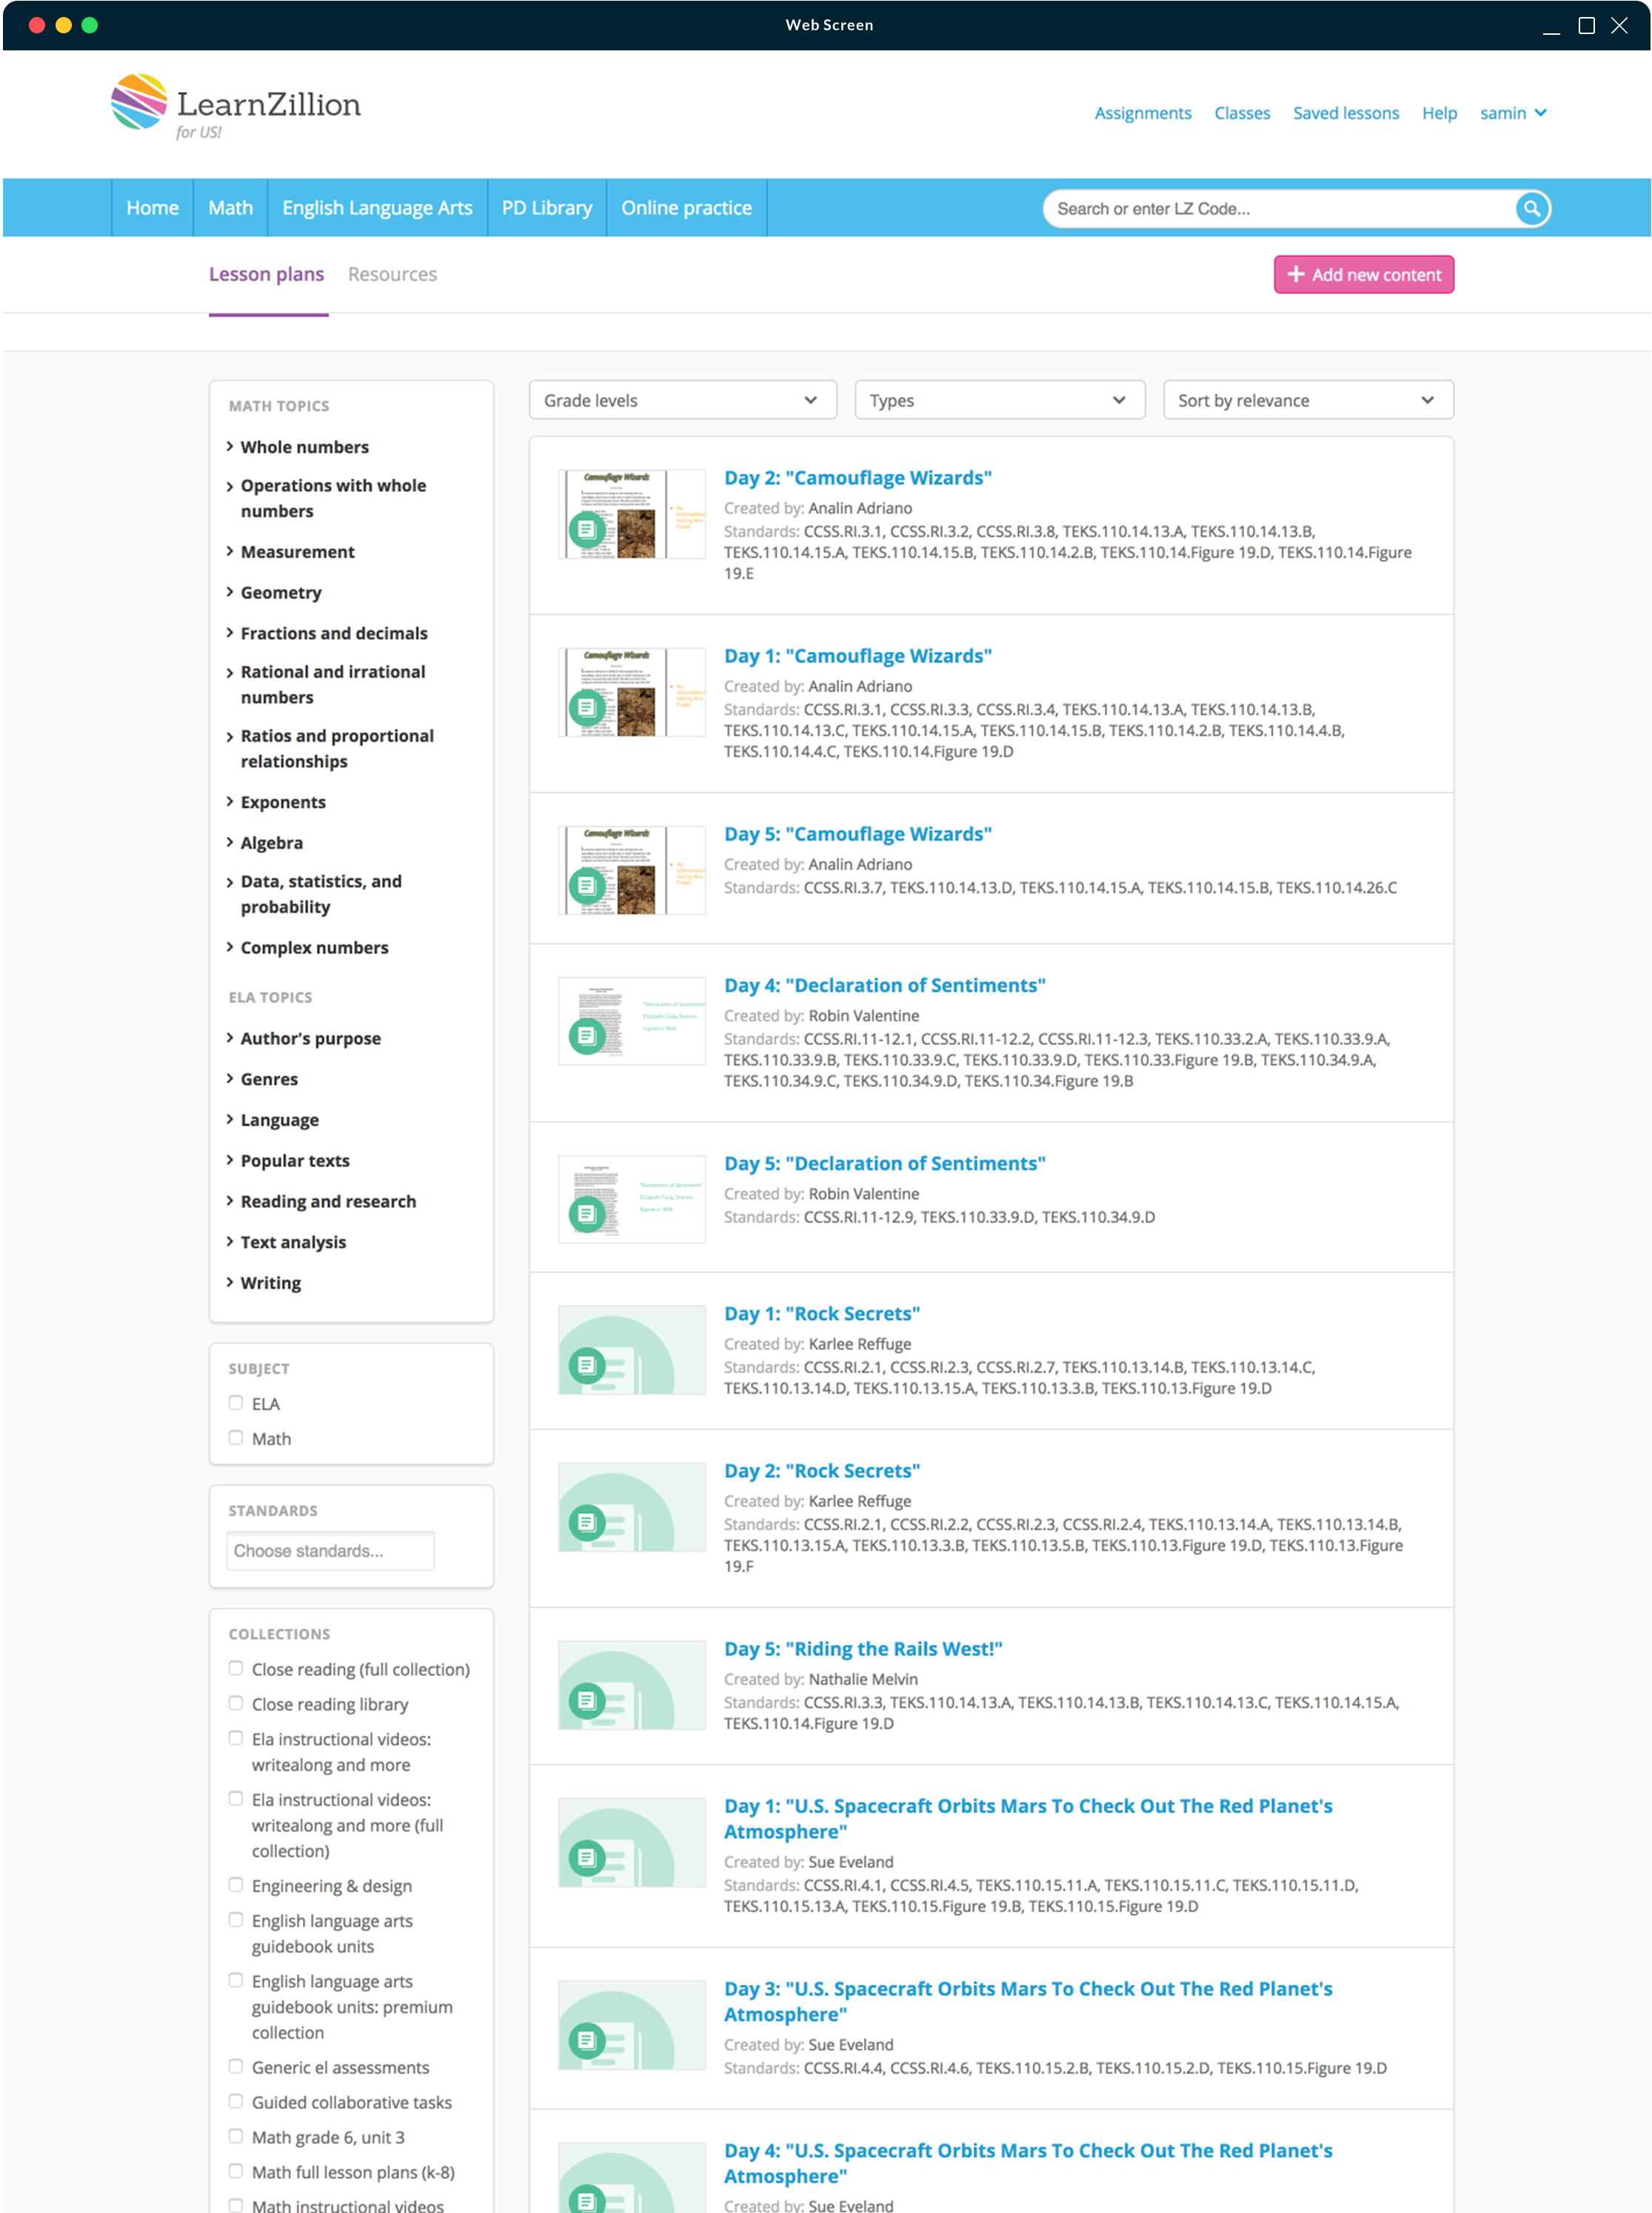 Web Screen
LearnZillion
for US!
Assignments
Classes
Saved lessons
Help
samin
Home
Math
English Language Arts
PD Library
Online practice
Search or enter LZ Code...
Lesson plans
Resources
Add new content
MATH TOPICS
Whole numbers
Operations with whole
numbers
Measurement
Geometry
Fractions and decimals
Rational and irrational
numbers
Ratios and proportional
relationships
Exponents
Algebra
Data, statistics, and
probability
Complex numbers
ELA TOPICS
Author's purpose
Genres
Language
Popular texts
Reading and research
Text analysis
Writing
SUBJECT
ELA
Math
STANDARDS
Choose standards...
COLLECTIONS
Close reading (full collection)
Close reading library
Ela instructional videos:
writealong and more
Ela instructional videos:
writealong and more (full
collection)
Engineering & design
English language arts
guidebook units
English language arts
guidebook units: premium
collection
Generic el assessments
Guided collaborative tasks
Math grade 6, unit 3
Math full lesson plans (k-8)
Math instructional videos
Grade levels
Types
Sort by relevance
Camouflage Wizards
Day 2: "Camouflage Wizards"
Created by: Analin Adriano
Standards: CCSS.RI.3.1, CCSS.RI.3.2, CCSS.RI.3.8, TEKS.110.14.13.A, TEKS.110.14.13.B,
TEKS.110.14.15.A, TEKS.110.14.15.B, TEKS.110.14.2.B, TEKS.110.14.Figure 19.D, TEKS.110.14.Figure
19.E
Camouflage Wizards
Day 1: "Camouflage Wizards"
Created by: Analin Adriano
Standards: CCSS.RI.3.1, CCSS.RI.3.3, CCSS.RI.3.4, TEKS.110.14.13.A, TEKS.110.14.13.B,
TEKS.110.14.13.C, TEKS.110.14.15.A, TEKS.110.14.15.B, TEKS.110.14.2.B, TEKS.110.14.4.B,
TEKS.110.14.4.C, TEKS.110.14.Figure 19.D
Camouflage Wizards
Day 5: "Camouflage Wizards"
Created by: Analin Adriano
Standards: CCSS.RI.3.7, TEKS.110.14.13.D, TEKS.110.14.15.A, TEKS.110.14.15.B, TEKS.110.14.26.C
"Declaration of Sentiments
Elizabeth Cady Stanton
Signed in 1848
Day 4: "Declaration of Sentiments"
Created by: Robin Valentine
Standards: CCSS.RI.11-12.1, CCSS.RI.11-12.2, CCSS.RI.11-12.3, TEKS.110.33.2.A, TEKS.110.33.9.A,
TEKS.110.33.9.B, TEKS.110.33.9.C, TEKS.110.33.9.D, TEKS.110.33.Figure 19.B, TEKS.110.34.9.A,
TEKS.110.34.9.C, TEKS.110.34.9.D, TEKS.110.34.Figure 19.B
"Declaration of Sentiments"
Elizabeth Cady Stanton
Signed in 1848
Day 5: "Declaration of Sentiments"
Created by: Robin Valentine
Standards: CCSS.RI.11-12.9, TEKS.110.33.9.D, TEKS.110.34.9.D
Day 1: "Rock Secrets"
Created by: Karlee Reffuge
Standards: CCSS.RI.2.1, CCSS.RI.2.3, CCSS.RI.2.7, TEKS.110.13.14.B, TEKS.110.13.14.C,
TEKS.110.13.14.D, TEKS.110.13.15.A, TEKS.110.13.3.B, TEKS.110.13.Figure 19.D
Day 2: "Rock Secrets"
Created by: Karlee Reffuge
Standards: CCSS.RI.2.1, CCSS.RI.2.2, CCSS.RI.2.3, CCSS.RI.2.4, TEKS.110.13.14.A, TEKS.110.13.14.B,
TEKS.110.13.15.A, TEKS.110.13.3.B, TEKS.110.13.5.B, TEKS.110.13.Figure 19.D, TEKS.110.13.Figure
19.F
Day 5: "Riding the Rails West!"
Created by: Nathalie Melvin
Standards: CCSS.RI.3.3, TEKS.110.14.13.A, TEKS.110.14.13.B, TEKS.110.14.13.C, TEKS.110.14.15.A,
TEKS.110.14.Figure 19.D
Day 1: "U.S. Spacecraft Orbits Mars To Check Out The Red Planet's
Atmosphere"
Created by: Sue Eveland
Standards: CCSS.RI.4.1, CCSS.RI.4.5, TEKS.110.15.11.A, TEKS.110.15.11.C, TEKS.110.15.11.D,
TEKS.110.15.13.A, TEKS.110.15.Figure 19.B, TEKS.110.15.Figure 19.D
Day 3: "U.S. Spacecraft Orbits Mars To Check Out The Red Planet's
Atmosphere"
Created by: Sue Eveland
Standards: CCSS.RI.4.4, CCSS.RI.4.6, TEKS.110.15.2.B, TEKS.110.15.2.D, TEKS.110.15.Figure 19.D
Day 4: "U.S. Spacecraft Orbits Mars To Check Out The Red Planet's
Atmosphere"
Created by: Sue Eveland